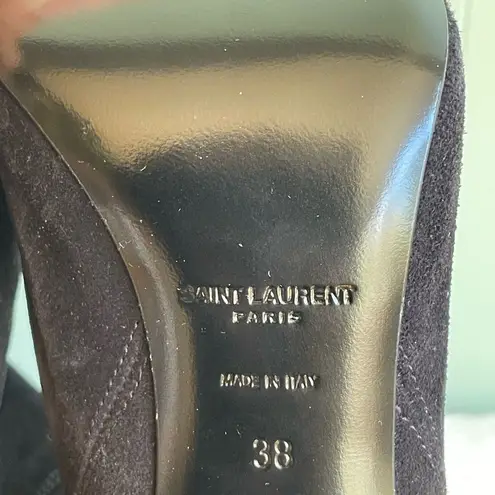 SAINT LAURENT
PARIS
MADE IN ITALY
38